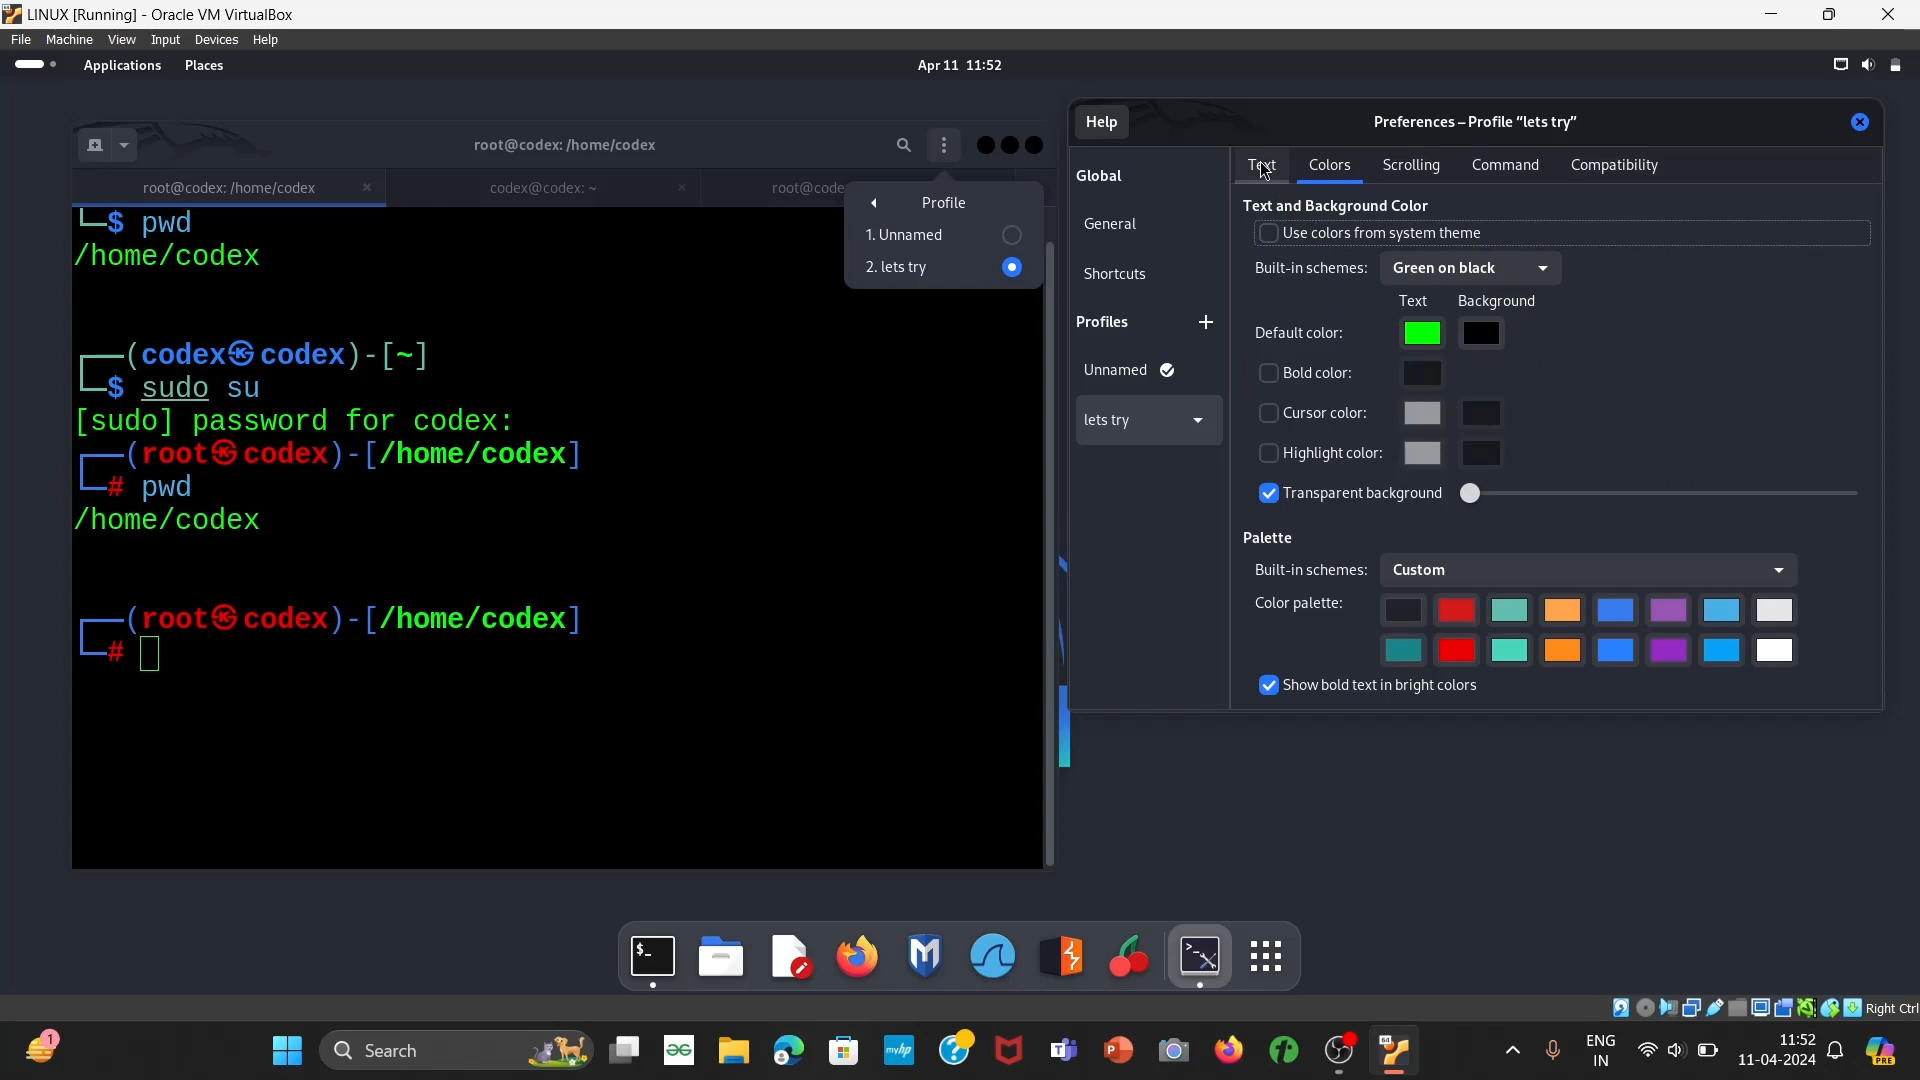 LINUX [Running] - Oracle VM VirtualBox
File Machine View Input Devices Help
Applications Places
Apr 11 11:52
root@codex: /home/codex
root@codex: /home/codex
codex@codex: ~
root@code
└─$ pwd
/home/codex
┌──(codex㉿codex)-[~]
└─$ sudo su
[sudo] password for codex:
┌──(root㉿codex)-[/home/codex]
└─# pwd
/home/codex
┌──(root㉿codex)-[/home/codex]
└─#
Profile
1. Unnamed
2. lets try
Help
Preferences – Profile “lets try”
Global
General
Shortcuts
Profiles
Unnamed
lets try
Text Colors Scrolling Command Compatibility
Text and Background Color
Use colors from system theme
Built-in schemes: Green on black
Text Background
Default color:
Bold color:
Cursor color:
Highlight color:
Transparent background
Palette
Built-in schemes: Custom
Color palette:
Show bold text in bright colors
Right Ctrl
1
Search
myhp
64
ENG
IN
11:52
11-04-2024
PRE